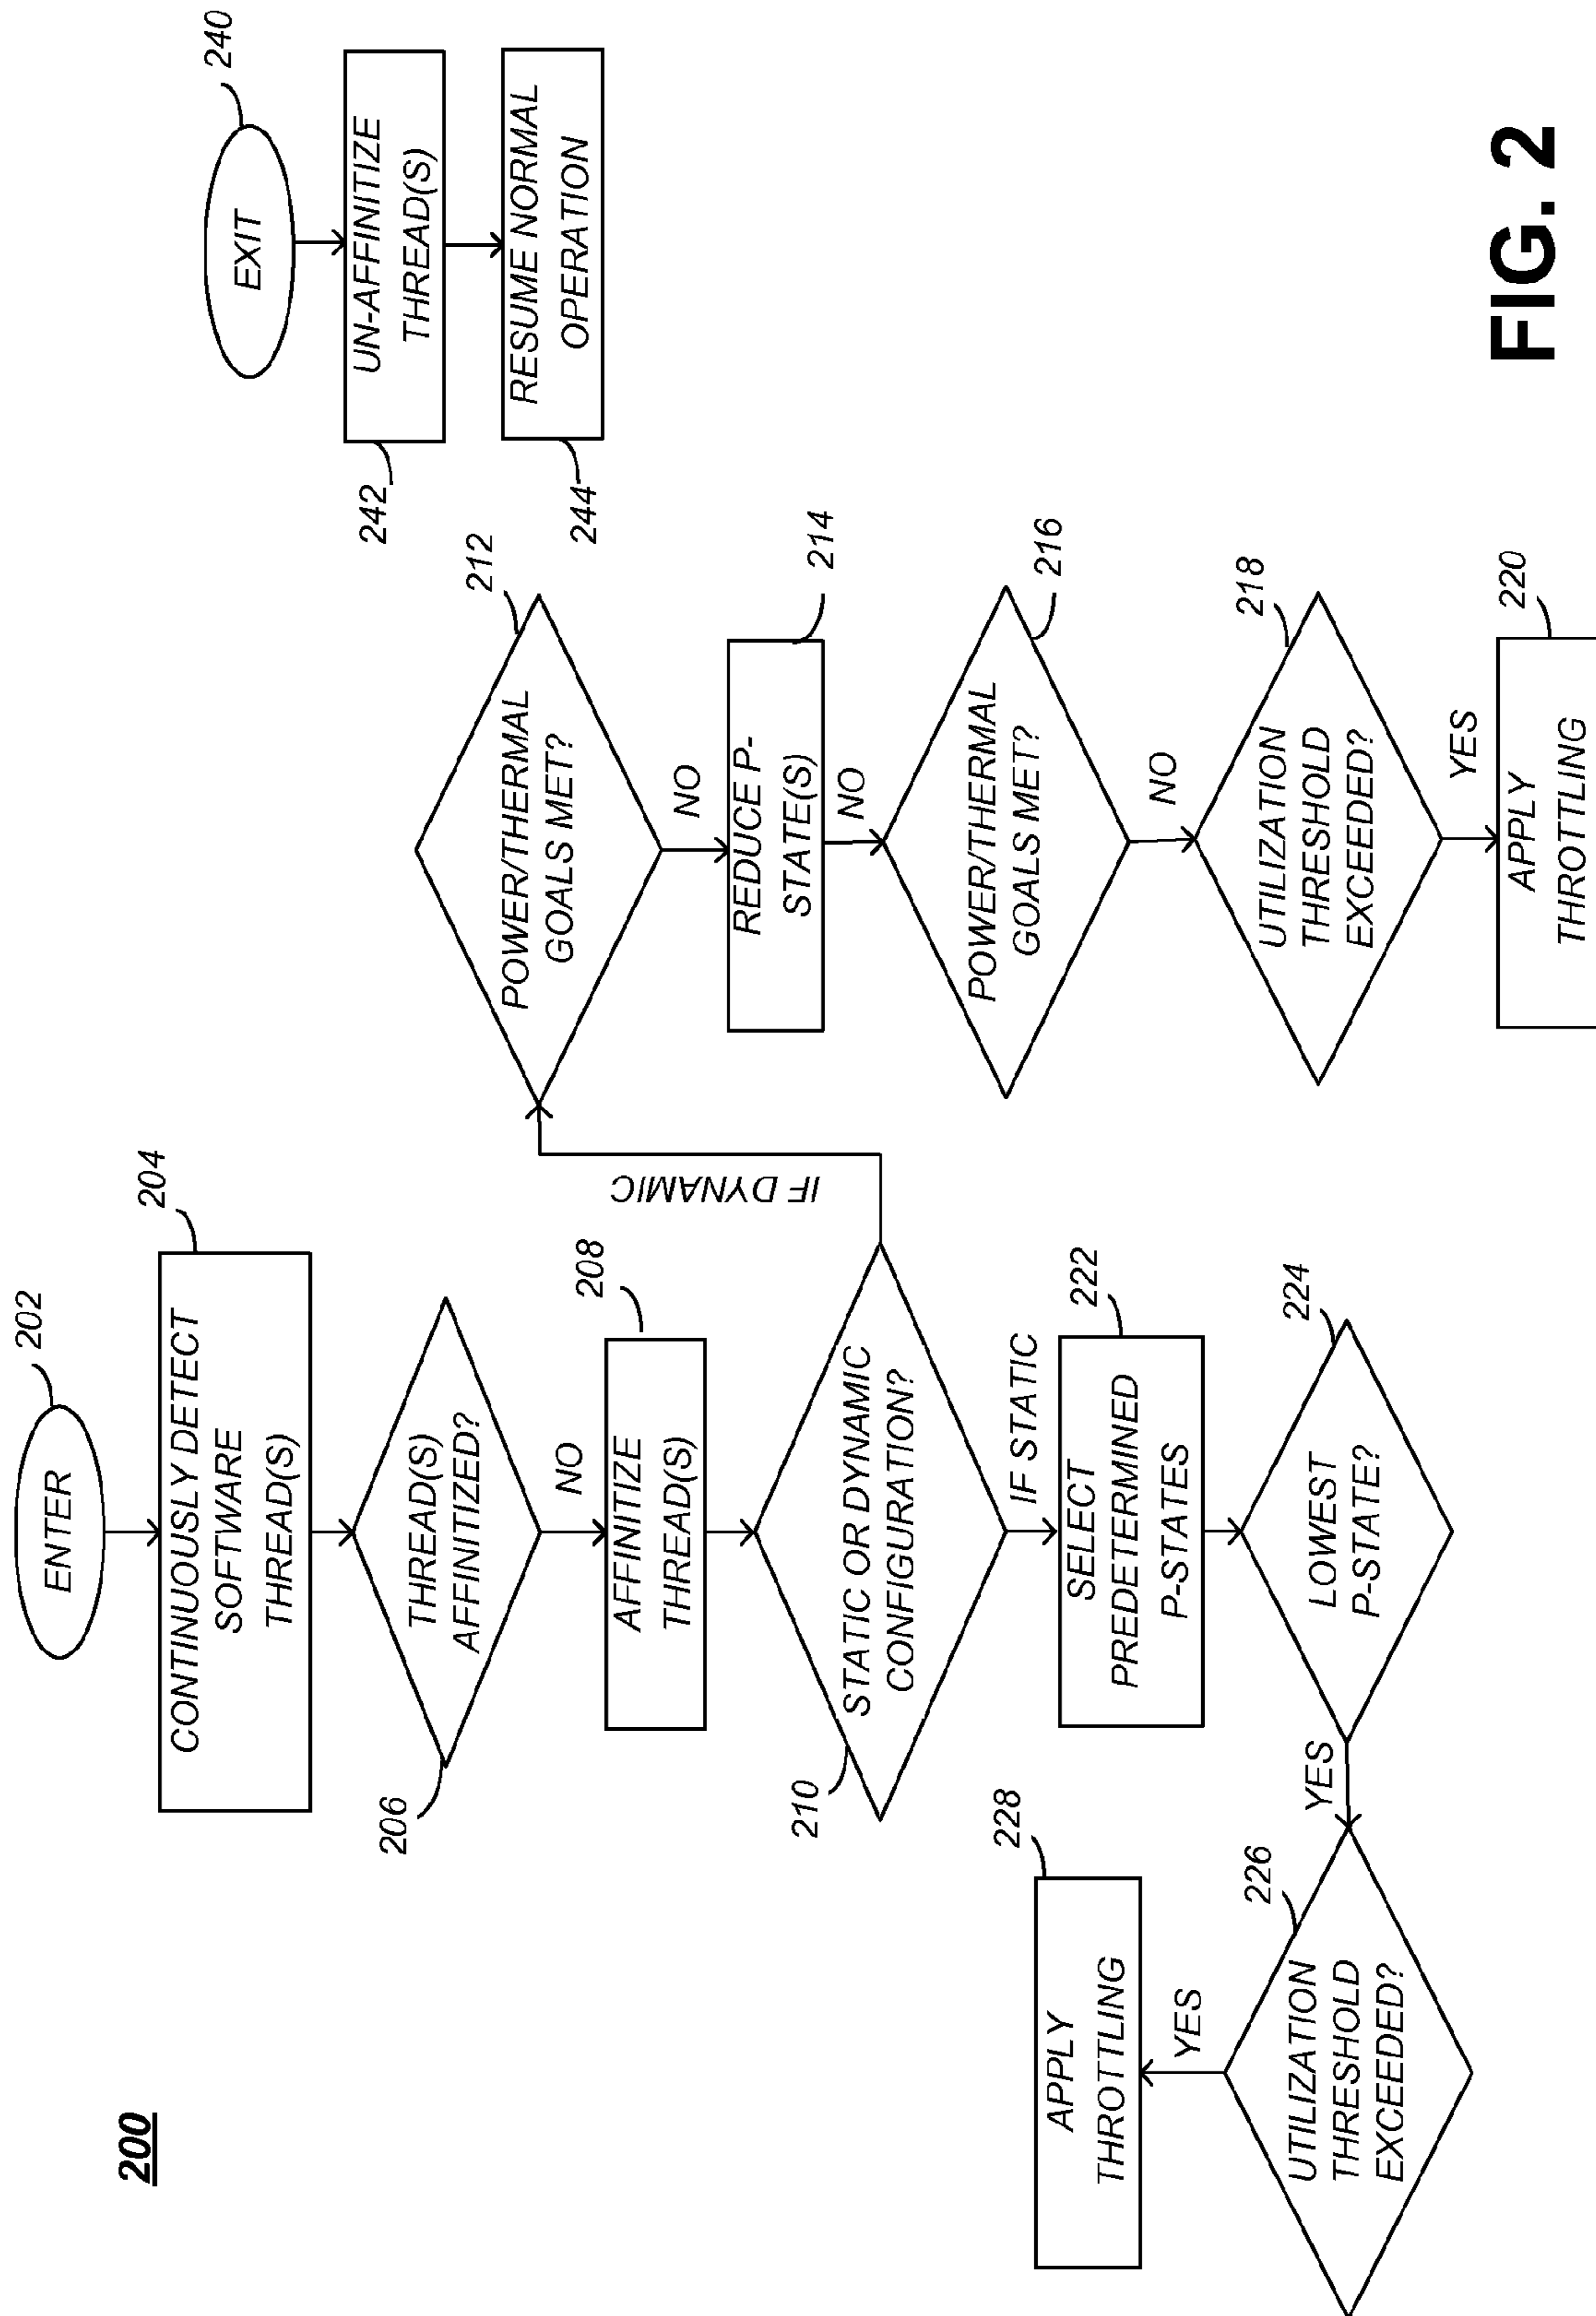 200
ENTER
202
CONTINUOUSLY DETECT
SOFTWARE
THREAD(S)
204
THREAD(S)
AFFINITIZED?
206
NO
AFFINITIZE
THREAD(S)
208
STATIC OR DYNAMIC
CONFIGURATION?
210
IF DYNAMIC
IF STATIC
SELECT
PREDETERMINED
P-STATES
222
LOWEST
P-STATE?
224
YES
UTILIZATION
THRESHOLD
EXCEEDED?
226
YES
APPLY
THROTTLING
228
POWER/THERMAL
GOALS MET?
212
NO
REDUCE P-
STATE(S)
214
NO
POWER/THERMAL
GOALS MET?
216
NO
UTILIZATION
THRESHOLD
EXCEEDED?
218
YES
APPLY
THROTTLING
220
EXIT
240
UN-AFFINITIZE
THREAD(S)
242
RESUME NORMAL
OPERATION
244
FIG. 2